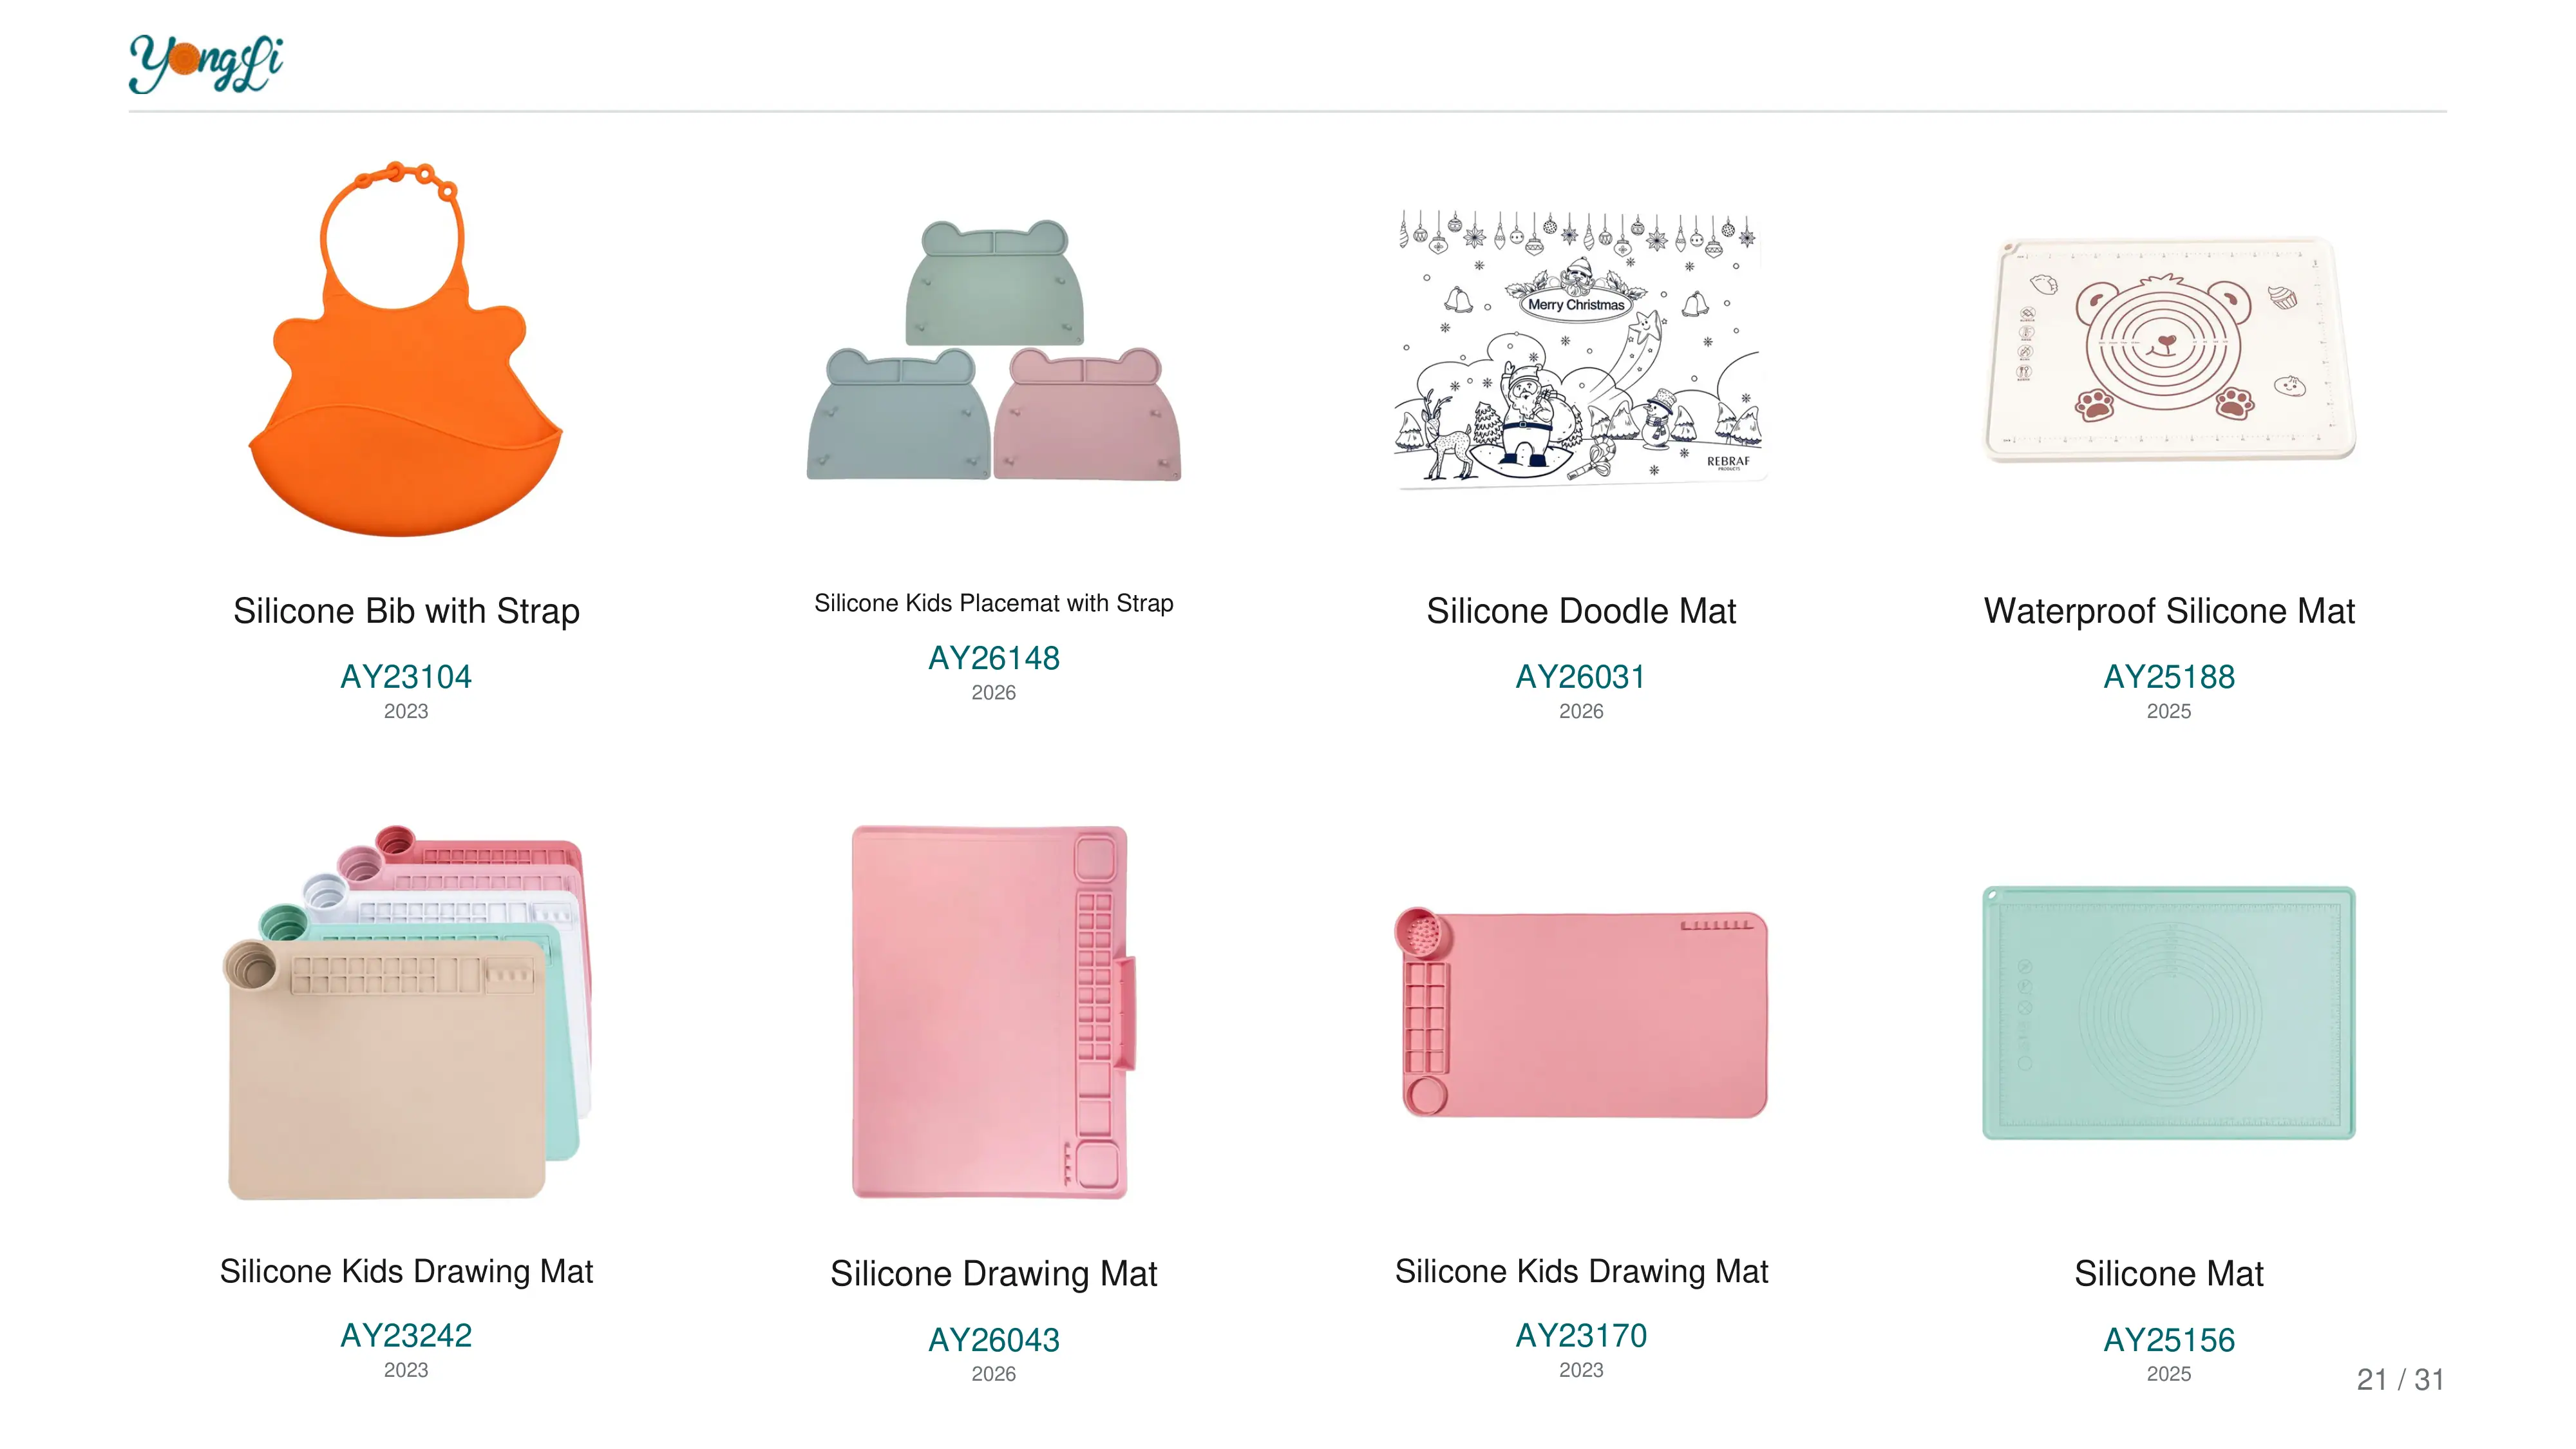 YongLi
Merry Christmas
REBRAF
PRODUCTS
Silicone Bib with Strap
AY23104
2023
Silicone Kids Placemat with Strap
AY26148
2026
Silicone Doodle Mat
AY26031
2026
Waterproof Silicone Mat
AY25188
2025
Silicone Kids Drawing Mat
AY23242
2023
Silicone Drawing Mat
AY26043
2026
Silicone Kids Drawing Mat
AY23170
2023
Silicone Mat
AY25156
2025
21 / 31